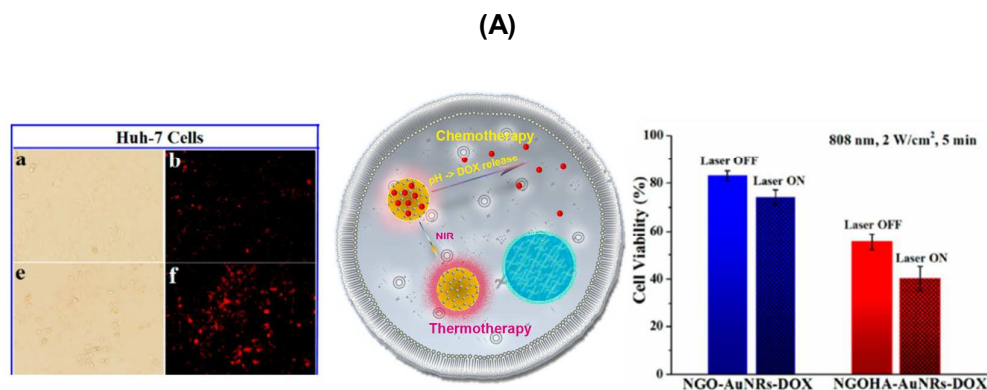 (A)
Huh-7 Cells
a
b
e
f
Chemotherapy
pH -> DOX release
NIR
Thermotherapy
808 nm, 2 W/cm², 5 min
Cell Viability (%)
100
80
60
40
20
0
Laser OFF
Laser ON
Laser OFF
Laser ON
NGO-AuNRs-DOX
NGOHA-AuNRs-DOX